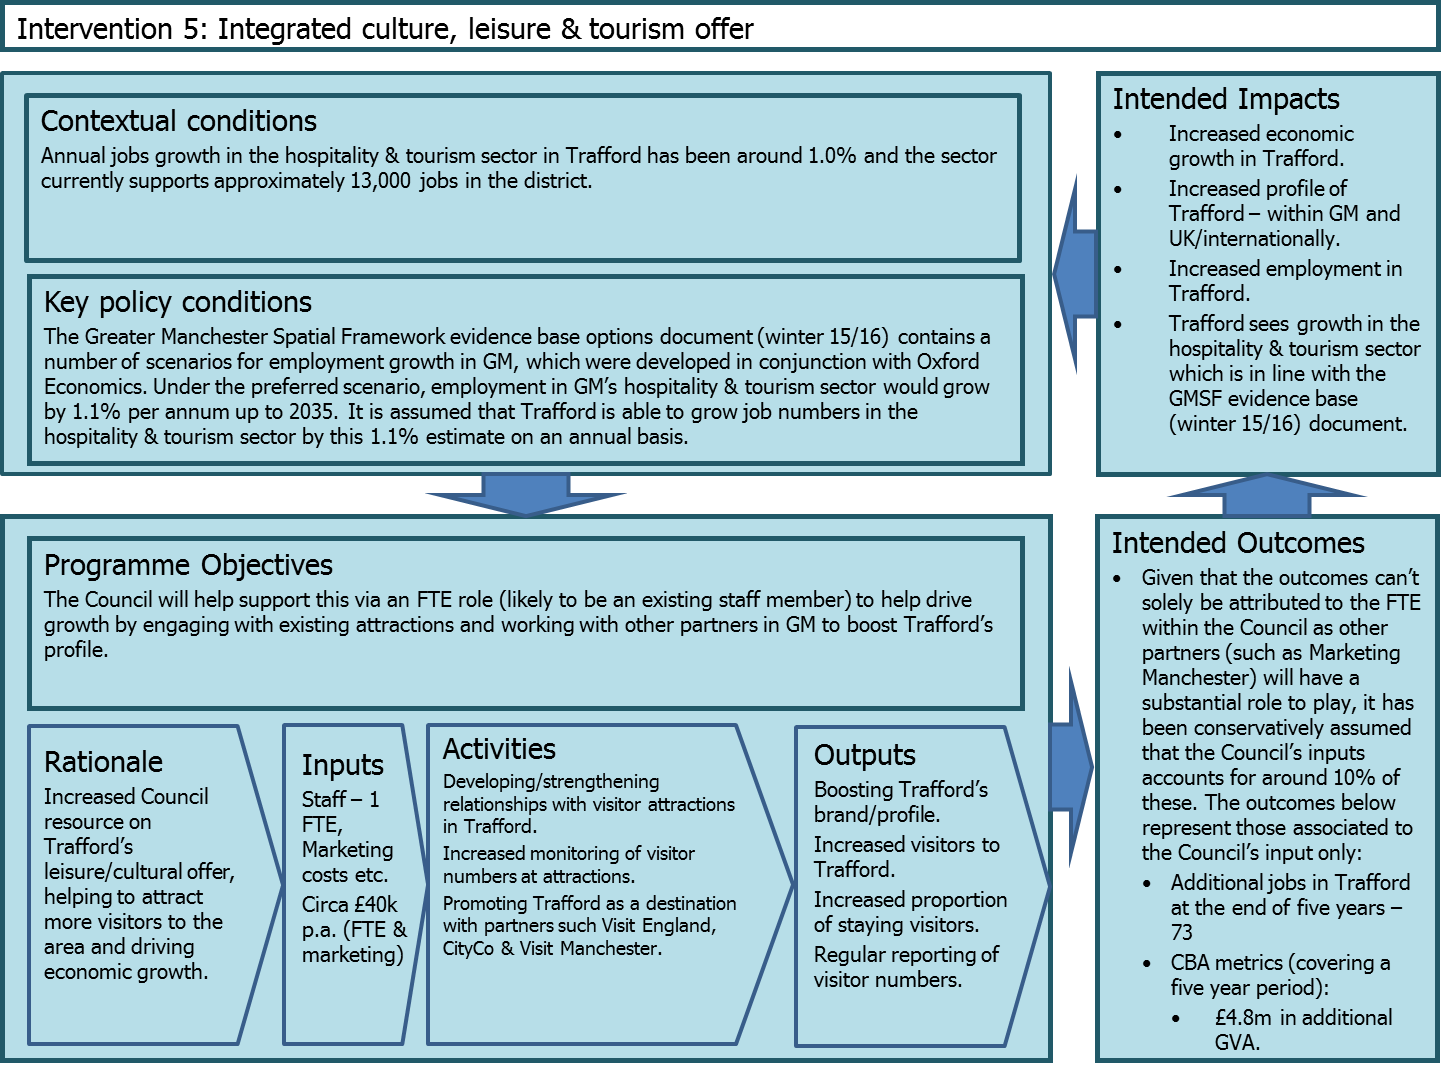 Intervention 5: Integrated culture, leisure & tourism offer
Contextual conditions
Annual jobs growth in the hospitality & tourism sector in Trafford has been around 1.0% and the sector
currently supports approximately 13,000 jobs in the district.
Key policy conditions
The Greater Manchester Spatial Framework evidence base options document (winter 15/16) contains a
number of scenarios for employment growth in GM, which were developed in conjunction with Oxford
Economics. Under the preferred scenario, employment in GM's hospitality & tourism sector would grow
by 1.1% per annum up to 2035. It is assumed that Trafford is able to grow job numbers in the
hospitality & tourism sector by this 1.1% estimate on an annual basis.
Programme Objectives
The Council will help support this via an FTE role (likely to be an existing staff member) to help drive
growth by engaging with existing attractions and working with other partners in GM to boost Trafford's
profile.
Rationale
Increased Council
resource on
Trafford's
leisure/cultural offer,
helping to attract
more visitors to the
area and driving
economic growth.
Inputs
Staff – 1
FTE,
Marketing
costs etc.
Circa £40k
p.a. (FTE &
marketing)
Activities
Developing/strengthening
relationships with visitor attractions
in Trafford.
Increased monitoring of visitor
numbers at attractions.
Promoting Trafford as a destination
with partners such Visit England,
CityCo & Visit Manchester.
Outputs
Boosting Trafford's
brand/profile.
Increased visitors to
Trafford.
Increased proportion
of staying visitors.
Regular reporting of
visitor numbers.
Intended Outcomes
• Given that the outcomes can't
solely be attributed to the FTE
within the Council as other
partners (such as Marketing
Manchester) will have a
substantial role to play, it has
been conservatively assumed
that the Council's inputs
accounts for around 10% of
these. The outcomes below
represent those associated to
the Council's input only:
• Additional jobs in Trafford
at the end of five years –
73
• CBA metrics (covering a
five year period):
• £4.8m in additional
GVA.
Intended Impacts
• Increased economic
growth in Trafford.
• Increased profile of
Trafford – within GM and
UK/internationally.
• Increased employment in
Trafford.
• Trafford sees growth in the
hospitality & tourism sector
which is in line with the
GMSF evidence base
(winter 15/16) document.